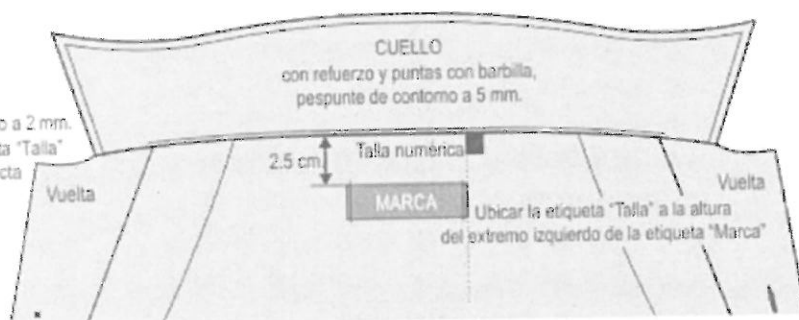 CUELLO
con refuerzo y puntas con barbilla,
pespunte de contorno a 5 mm.
o a 2 mm.
ta "Talla"
cta
2.5 cm.
Talla numérica
Vuelta
MARCA
Vuelta
Ubicar la etiqueta "Talla" a la altura
del extremo izquierdo de la etiqueta "Marca"